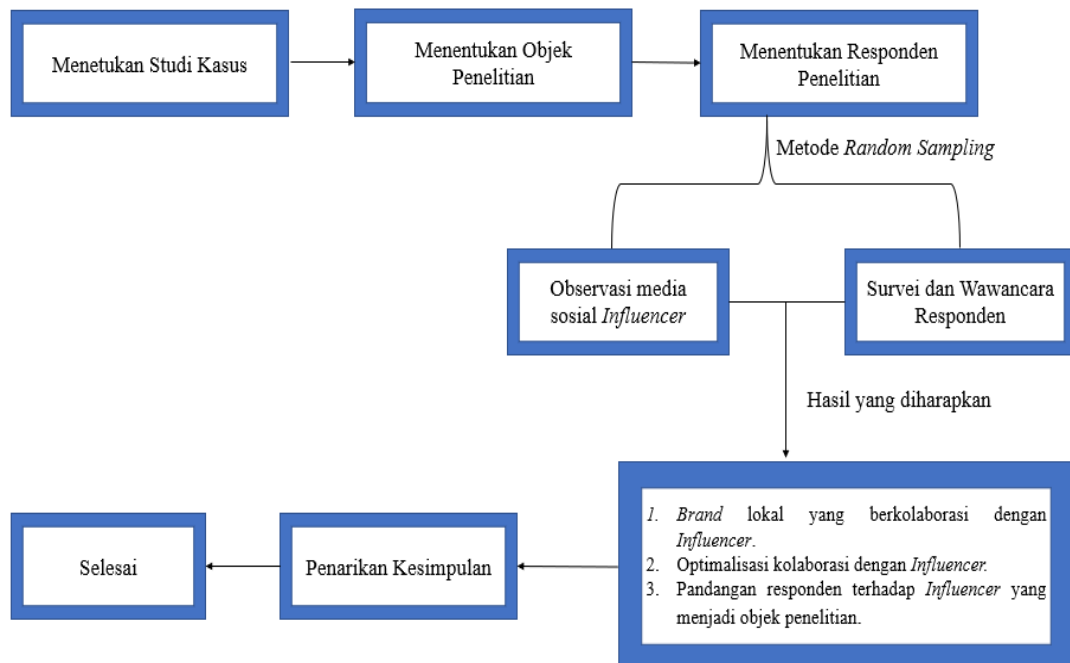 Menetukan Studi Kasus
Menentukan Objek
Penelitian
Menentukan Responden
Penelitian
Metode Random Sampling
Observasi media
sosial Influencer
Survei dan Wawancara
Responden
Hasil yang diharapkan
1. Brand lokal yang berkolaborasi dengan
Influencer.
2. Optimalisasi kolaborasi dengan Influencer.
3. Pandangan responden terhadap Influencer yang
menjadi objek penelitian.
Penarikan Kesimpulan
Selesai